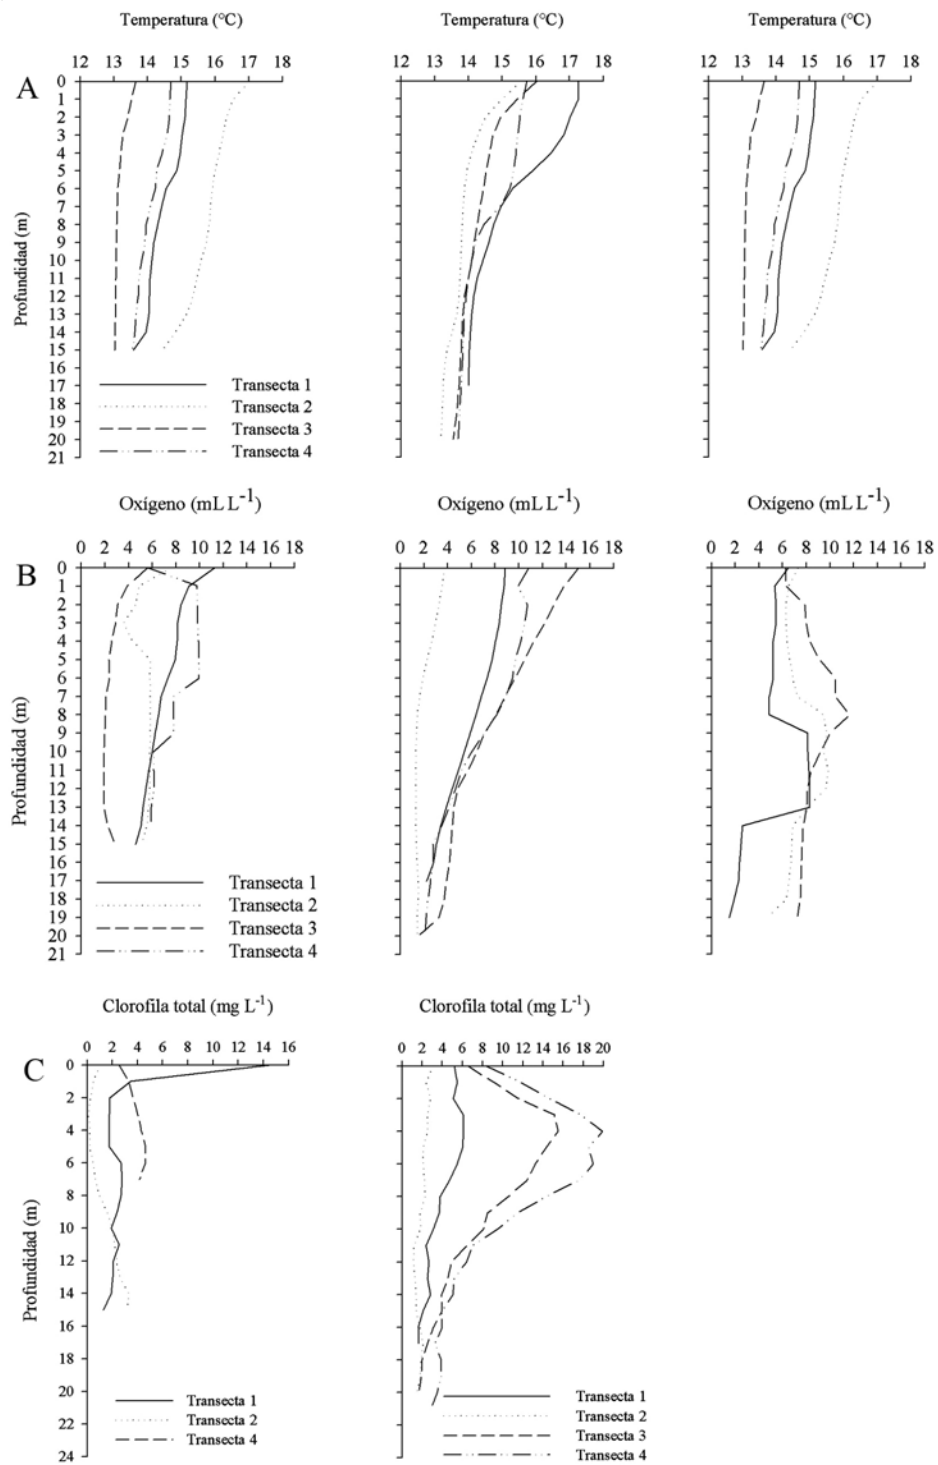 Temperatura (°C) Temperatura (°C) Temperatura (°C)
12 13 14 15 16 17 18 12 13 14 15 16 17 18 12 13 14 15 16 17 18
A
Profundidad (m)
0
1
2
3
4
5
6
7
8
9
10
11
12
13
14
15
16
17
18
19
20
21
Transecta 1
Transecta 2
Transecta 3
Transecta 4
Oxígeno (mL L-1) Oxígeno (mL L-1) Oxígeno (mL L-1)
0 2 4 6 8 10 12 14 16 18 0 2 4 6 8 10 12 14 16 18 0 2 4 6 8 10 12 14 16 18
B
Profundidad (m)
0
1
2
3
4
5
6
7
8
9
10
11
12
13
14
15
16
17
18
19
20
21
Transecta 1
Transecta 2
Transecta 3
Transecta 4
Clorofila total (mg L-1) Clorofila total (mg L-1)
0 2 4 6 8 10 12 14 16 0 2 4 6 8 10 12 14 16 18 20
C
Profundidad (m)
0
2
4
6
8
10
12
14
16
18
20
22
24
Transecta 1
Transecta 2
Transecta 4
Transecta 1
Transecta 2
Transecta 3
Transecta 4